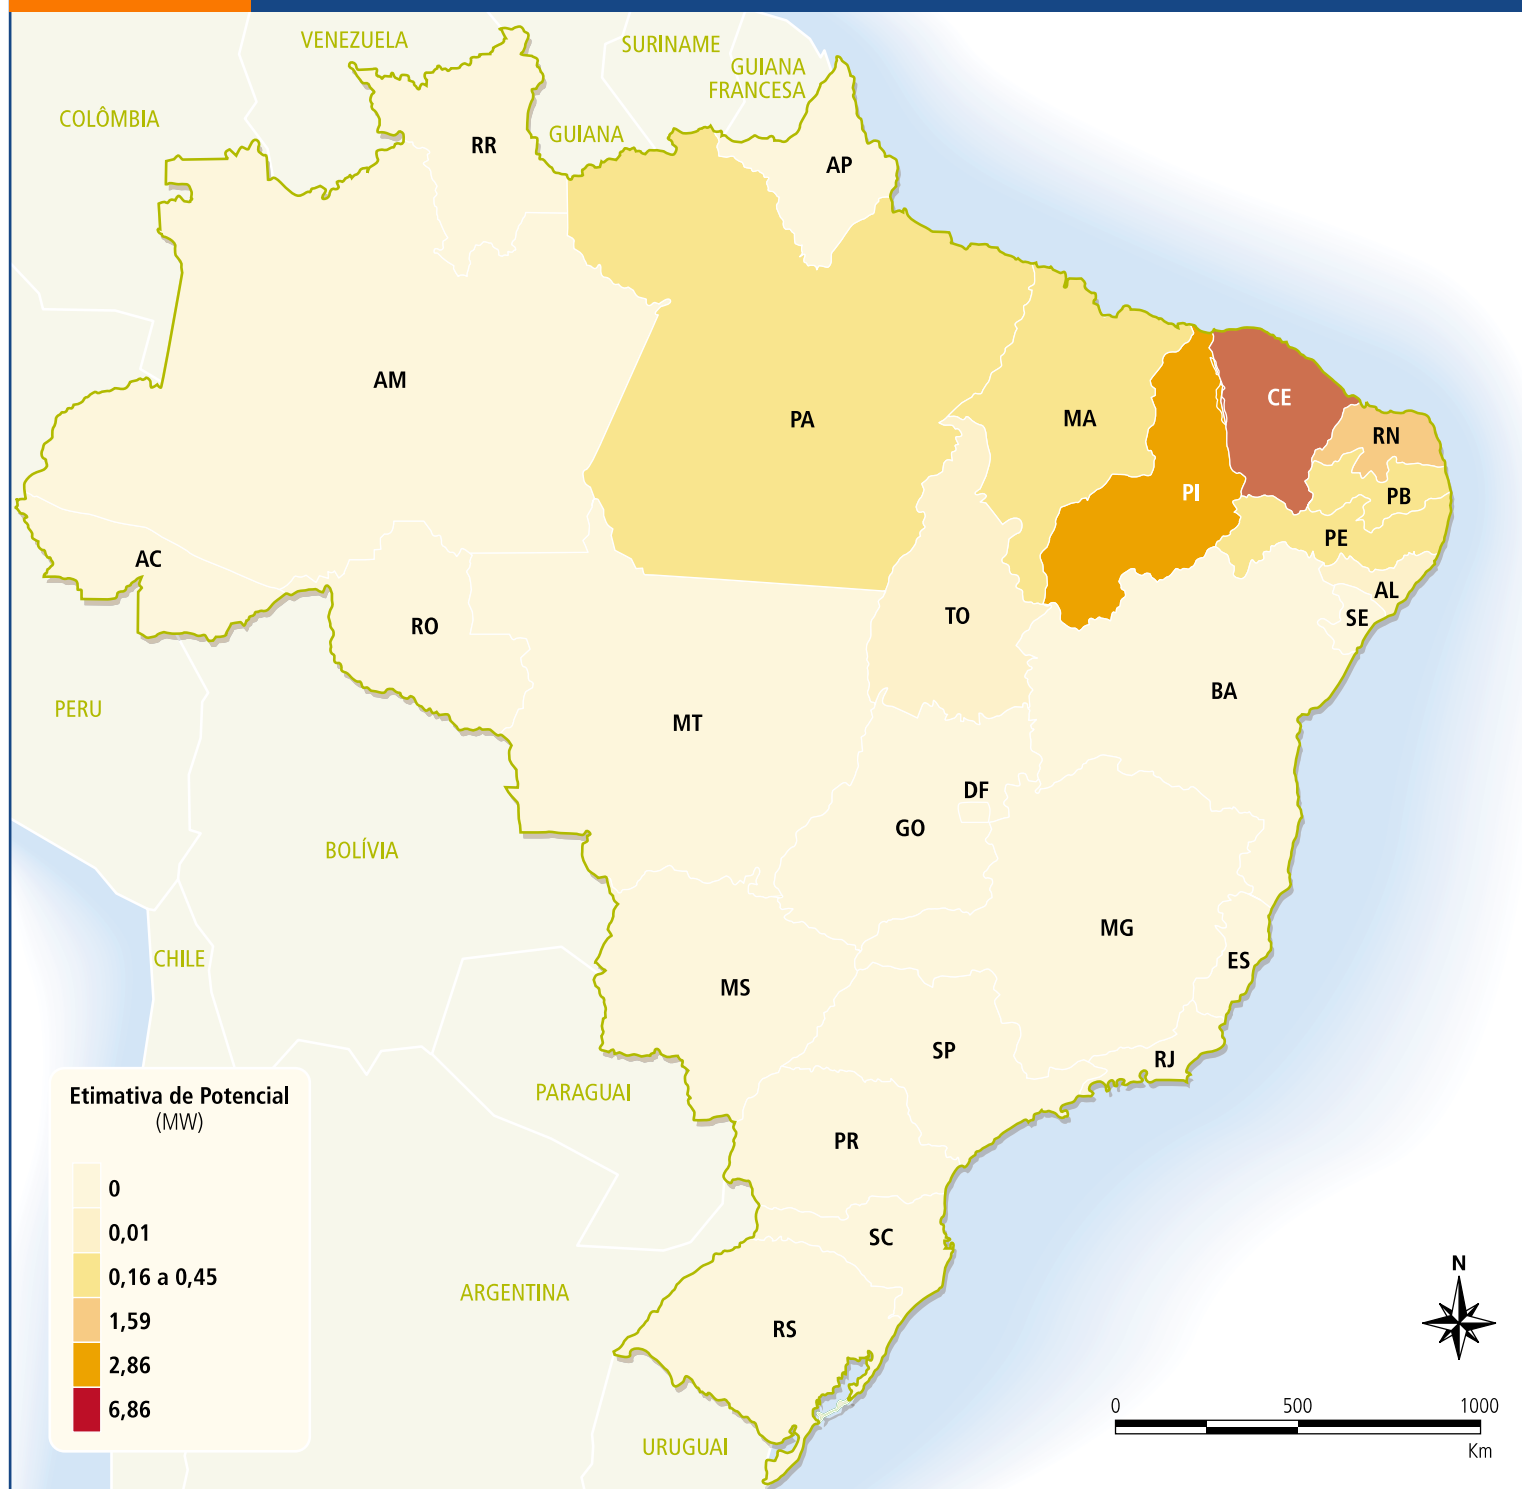 VENEZUELA
SURINAME
GUIANA
FRANCESA
COLÔMBIA
GUIANA
RR
AP
AM
PA
MA
CE
RN
PI
PB
PE
AC
AL
TO
SE
RO
BA
PERU
MT
DF
GO
BOLÍVIA
MG
CHILE
ES
MS
SP
RJ
PARAGUAI
PR
SC
ARGENTINA
RS
URUGUAI
Etimativa de Potencial
(MW)
0
0,01
0,16 a 0,45
1,59
2,86
6,86
N
0 500 1000
Km